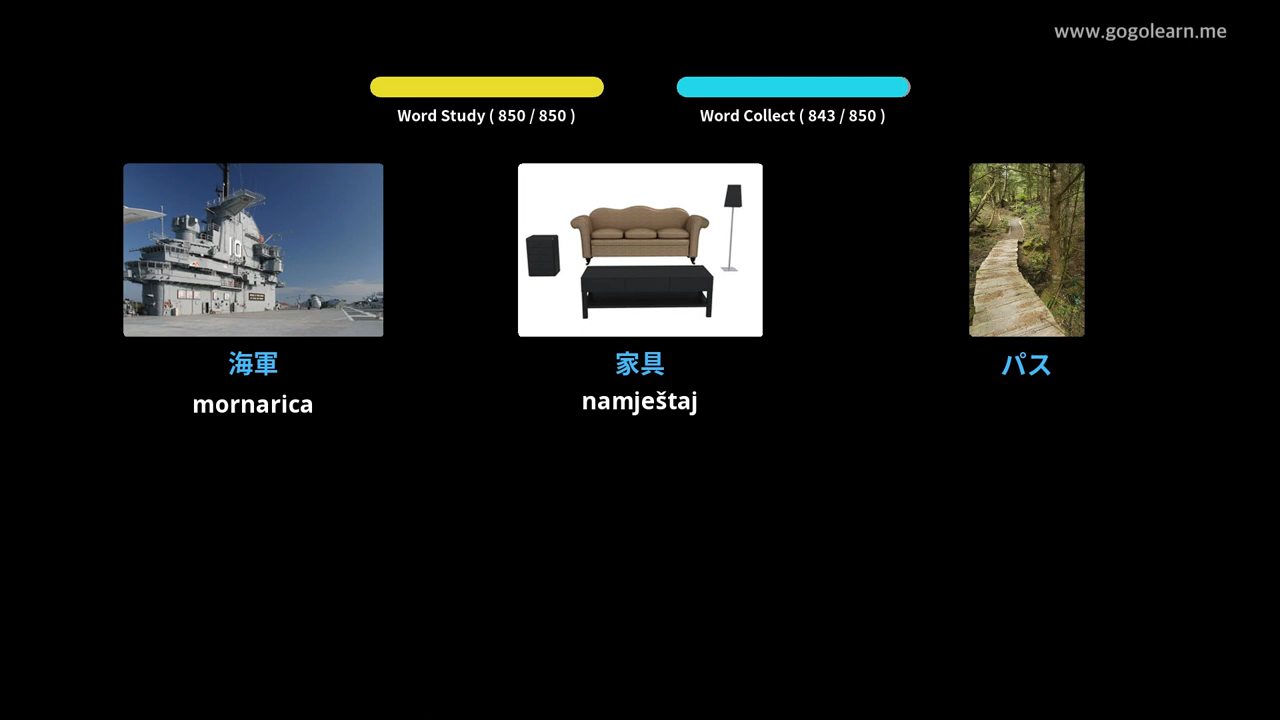 www.gogolearn.me
Word Study ( 850 / 850 )
Word Collect ( 843 / 850 )
10
海軍
家具
パス
mornarica
namještaj